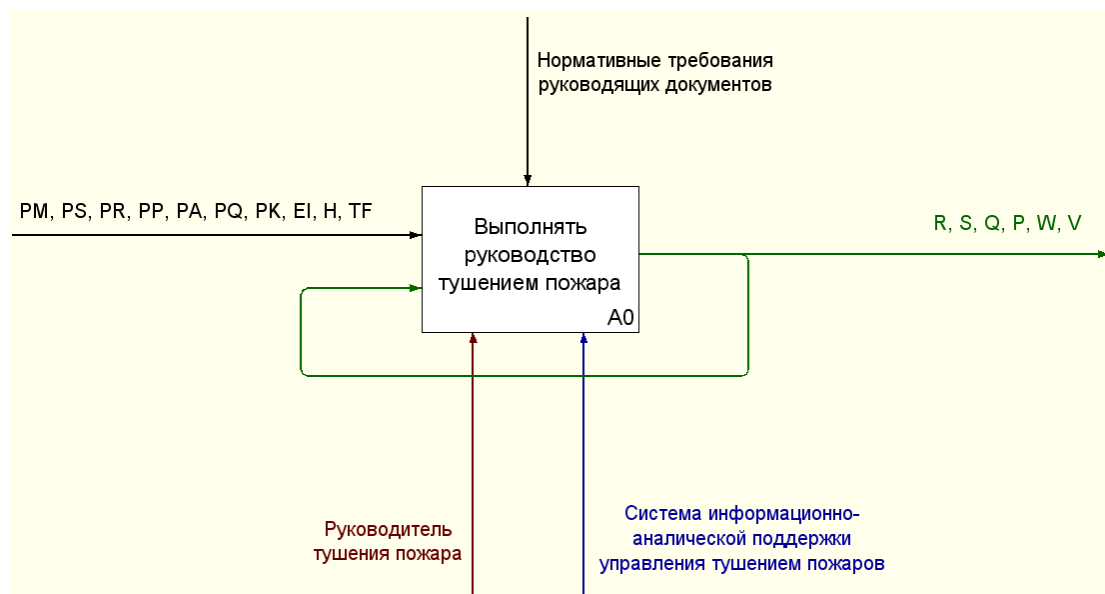 Нормативные требования
руководящих документов
PM, PS, PR, PP, PA, PQ, PK, EI, H, TF
Выполнять
руководство
тушением пожара
A0
R, S, Q, P, W, V
Руководитель
тушения пожара
Система информационно-
аналической поддержки
управления тушением пожаров